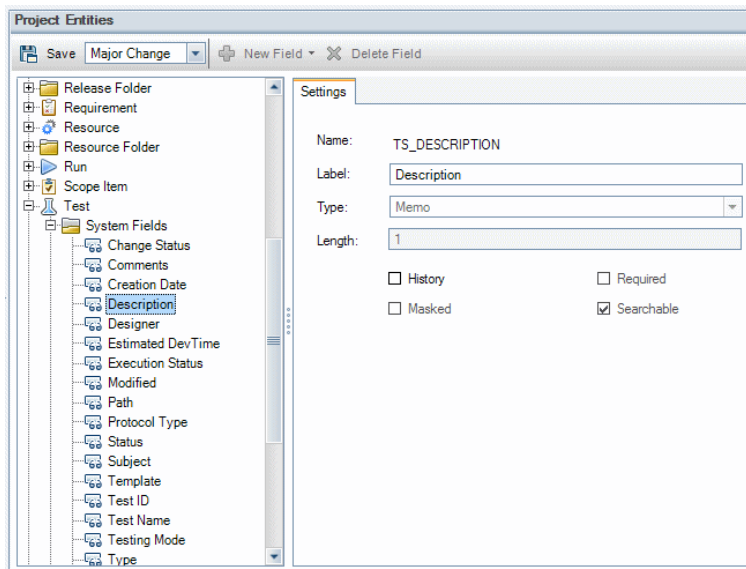 Project Entities
Save Major Change New Field Delete Field
Release Folder
Requirement
Resource
Resource Folder
Run
Scope Item
Test
System Fields
Change Status
Comments
Creation Date
Description
Designer
Estimated DevTime
Execution Status
Modified
Path
Protocol Type
Status
Subject
Template
Test ID
Test Name
Testing Mode
Type
Settings
Name: TS_DESCRIPTION
Label: Description
Type: Memo
Length: 1
History Required
Masked Searchable